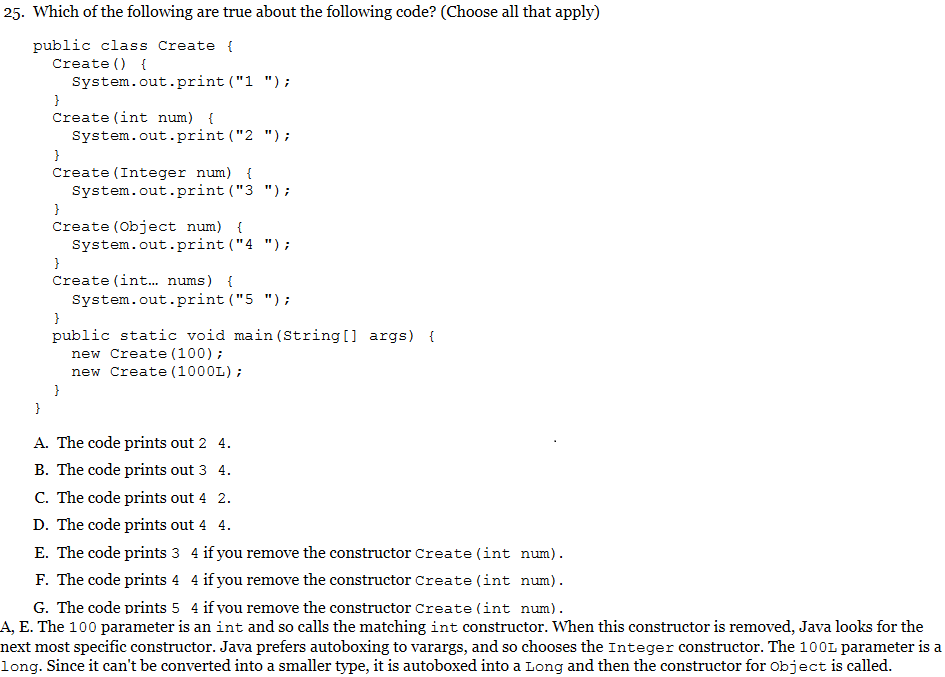 25. Which of the following are true about the following code? (Choose all that apply)
public class Create {
Create() {
System.out.print("1 ");
}
Create(int num) {
System.out.print("2 ");
}
Create(Integer num) {
System.out.print("3 ");
}
Create(Object num) {
System.out.print("4 ");
}
Create(int… nums) {
System.out.print("5 ");
}
public static void main(String[] args) {
new Create(100);
new Create(1000L);
}
}
A. The code prints out 2 4.
B. The code prints out 3 4.
C. The code prints out 4 2.
D. The code prints out 4 4.
E. The code prints 3 4 if you remove the constructor Create(int num).
F. The code prints 4 4 if you remove the constructor Create(int num).
G. The code prints 5 4 if you remove the constructor Create(int num).
A, E. The 100 parameter is an int and so calls the matching int constructor. When this constructor is removed, Java looks for the
next most specific constructor. Java prefers autoboxing to varargs, and so chooses the Integer constructor. The 100L parameter is a
long. Since it can't be converted into a smaller type, it is autoboxed into a Long and then the constructor for Object is called.